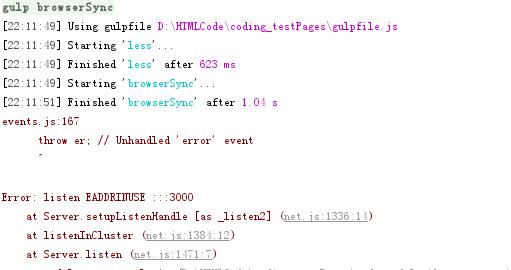 gulp browserSync
[22:11:49] Using gulpfile D:\HTMLCode\coding_testPages\gulpfile.js
[22:11:49] Starting 'less'...
[22:11:49] Finished 'less' after 623 ms
[22:11:49] Starting 'browserSync'...
[22:11:51] Finished 'browserSync' after 1.04 s
events.js:167
throw er; // Unhandled 'error' event
^
Error: listen EADDRINUSE :::3000
at Server.setupListenHandle [as _listen2] (net.js:1336:14)
at listenInCluster (net.js:1384:12)
at Server.listen (net.js:1471:7)